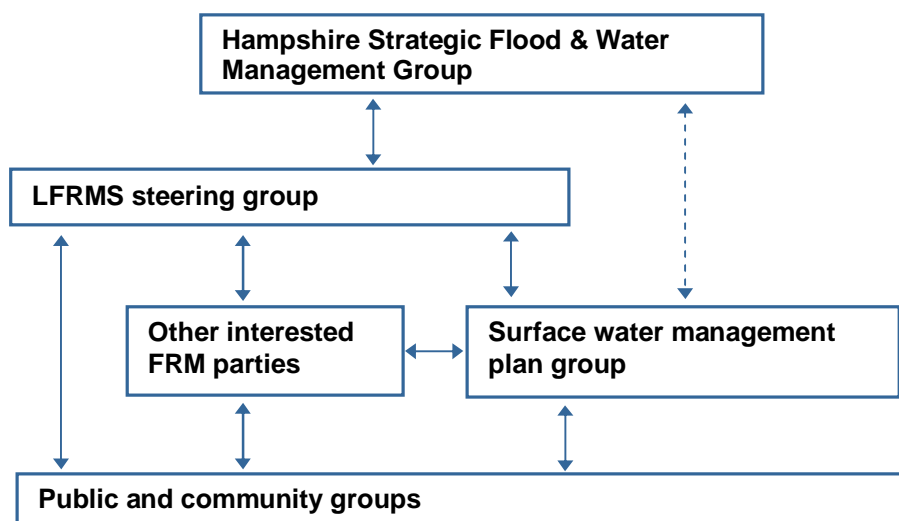 Hampshire Strategic Flood & Water
Management Group
LFRMS steering group
Other interested
FRM parties
Surface water management
plan group
Public and community groups